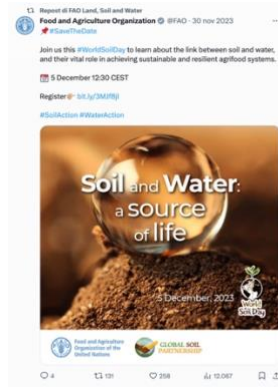 Repost di FAO Land, Soil and Water
Food and Agriculture Organization @FAO · 30 nov 2023
#SaveTheDate
Join us this #WorldSoilDay to learn about the link between soil and water,
and their vital role in achieving sustainable and resilient agrifood systems.
5 December 12:30 CEST
Register
#SoilAction #WaterAction
Soil and Water:
a source
of life
5 December, 2023
World
Soil Day
Food and Agriculture
Organization of the
United Nations
GLOBAL SOIL
PARTNERSHIP
4 131 258 12.067